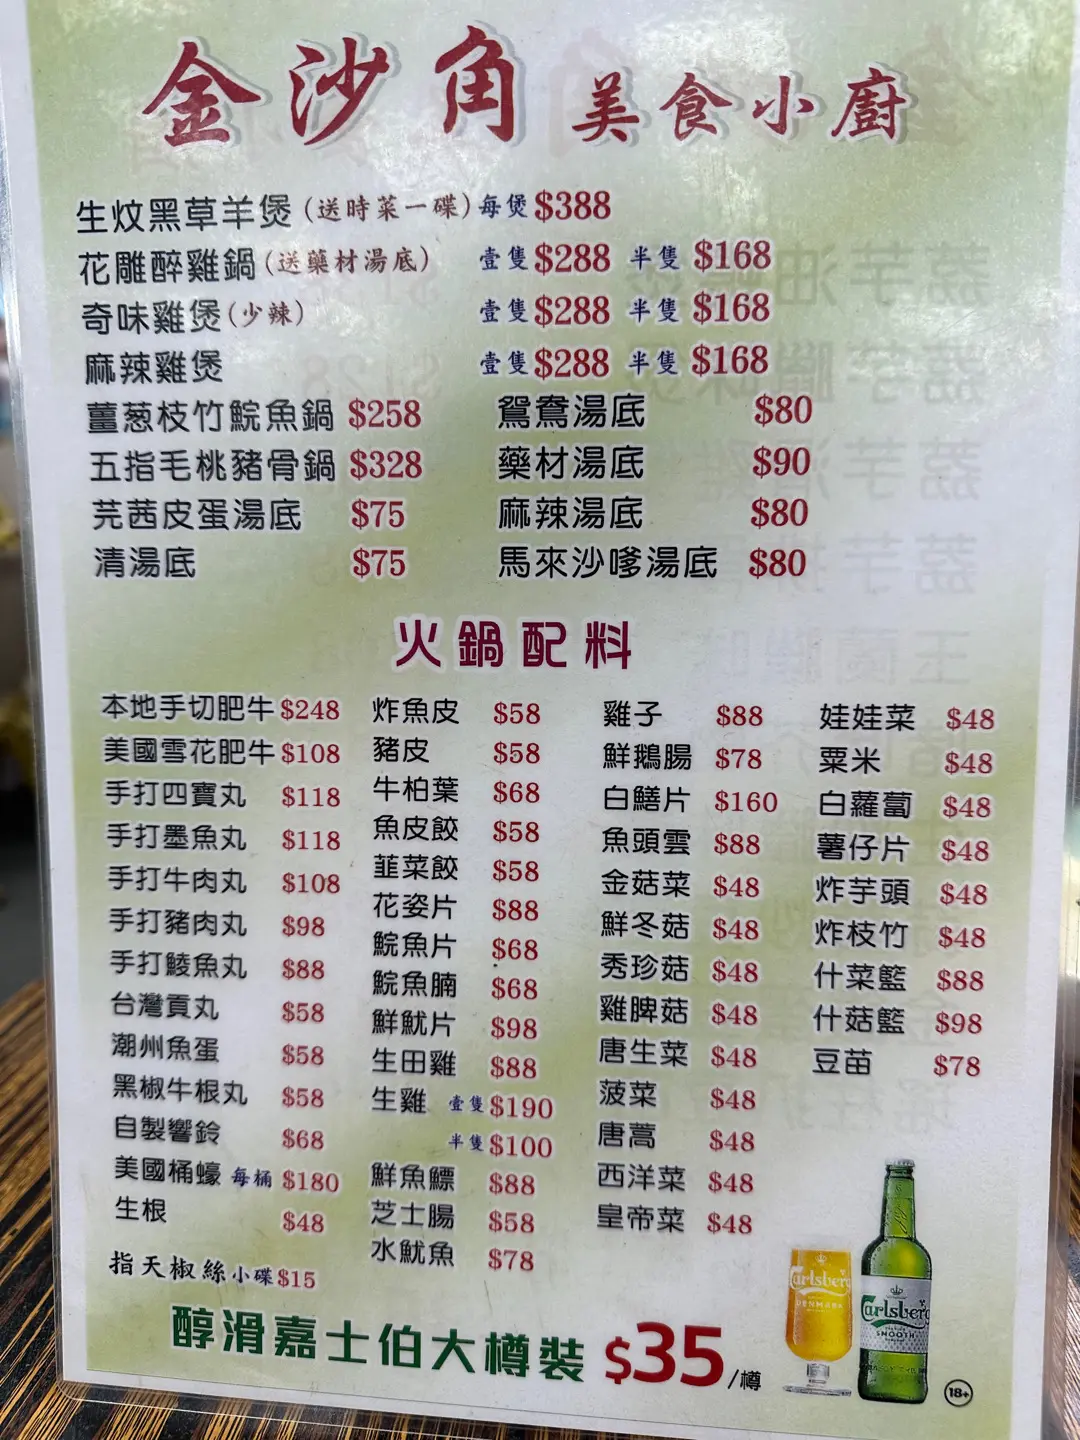 金沙角美食小廚
生炆黑草羊煲(送時菜一碟)每煲$388
花雕醉雞鍋(送藥材湯底) 壹隻$288 半隻$168
奇味雞煲(少辣) 壹隻$288 半隻$168
麻辣雞煲 壹隻$288 半隻$168
薑葱枝竹鯇魚鍋 $258 鴛鴦湯底 $80
五指毛桃豬骨鍋 $328 藥材湯底 $90
芫茜皮蛋湯底 $75 麻辣湯底 $80
清湯底 $75 馬來沙嗲湯底 $80
火鍋配料
本地手切肥牛 $248
美國雪花肥牛 $108
手打四寶丸 $118
手打墨魚丸 $118
手打牛肉丸 $108
手打豬肉丸 $98
手打鯪魚丸 $88
台灣貢丸 $58
潮州魚蛋 $58
黑椒牛根丸 $58
自製響鈴 $68
美國桶蠔 每桶 $180
生根 $48
指天椒絲小碟$15
炸魚皮 $58
豬皮 $58
牛柏葉 $68
魚皮餃 $58
韮菜餃 $58
花姿片 $88
鯇魚片 $68
鯇魚腩 $68
鮮魷片 $98
生田雞 $88
生雞 壹隻$190
半隻$100
鮮魚鰾 $88
芝士腸 $58
水魷魚 $78
雞子 $88
鮮鵝腸 $78
白鱔片 $160
魚頭雲 $88
金菇菜 $48
鮮冬菇 $48
秀珍菇 $48
雞脾菇 $48
唐生菜 $48
菠菜 $48
唐蒿 $48
西洋菜 $48
皇帝菜 $48
娃娃菜 $48
粟米 $48
白蘿蔔 $48
薯仔片 $48
炸芋頭 $48
炸枝竹 $48
什菜籃 $88
什菇籃 $98
豆苗 $78
醇滑嘉士伯大樽裝 $35/樽
Carlsberg
DENMARK
Carlsberg
SMOOTH
18+